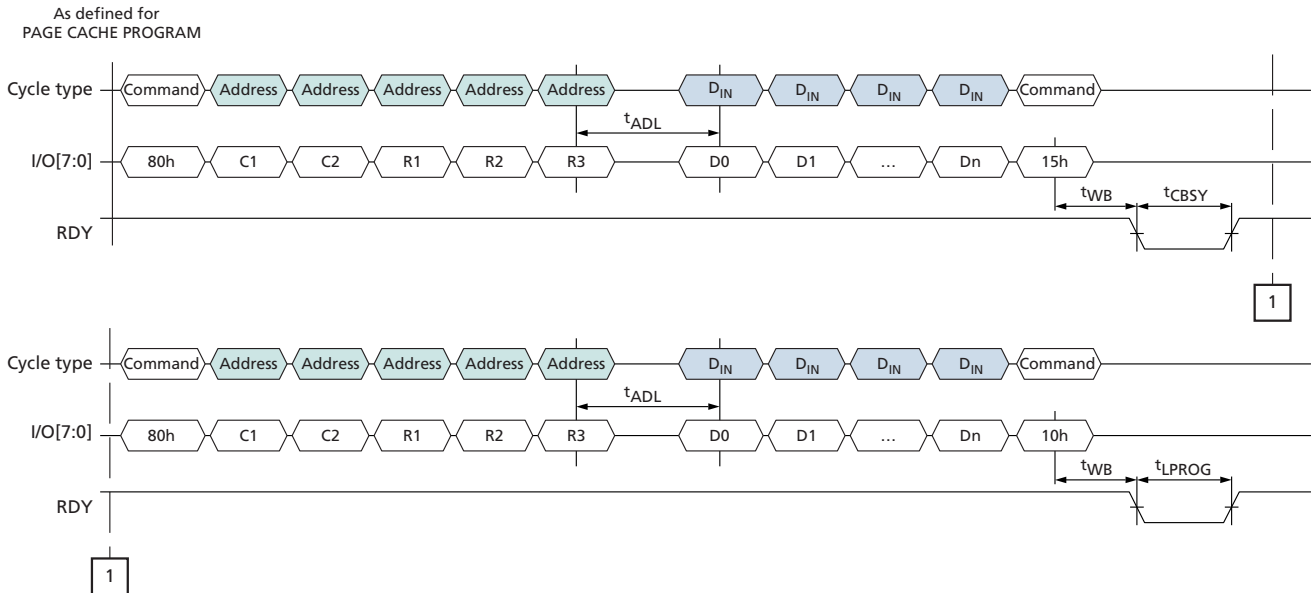 As defined for
PAGE CACHE PROGRAM
Cycle type Command Address Address Address Address Address DIN DIN DIN DIN Command
tADL
I/O[7:0] 80h C1 C2 R1 R2 R3 D0 D1 … Dn 15h
tWB tCBSY
RDY
1
Cycle type Command Address Address Address Address Address DIN DIN DIN DIN Command
tADL
I/O[7:0] 80h C1 C2 R1 R2 R3 D0 D1 … Dn 10h
tWB tLPROG
RDY
1